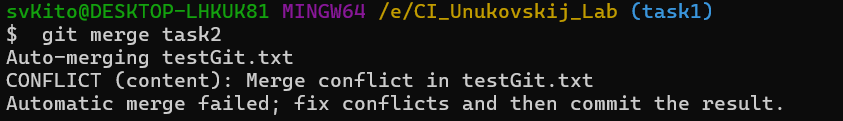 svkito@DESKTOP-LHKUK81 MINGW64 /e/CI_Unukovskij_Lab (task1)
$  git merge task2
Auto-merging testGit.txt
CONFLICT (content): Merge conflict in testGit.txt
Automatic merge failed; fix conflicts and then commit the result.